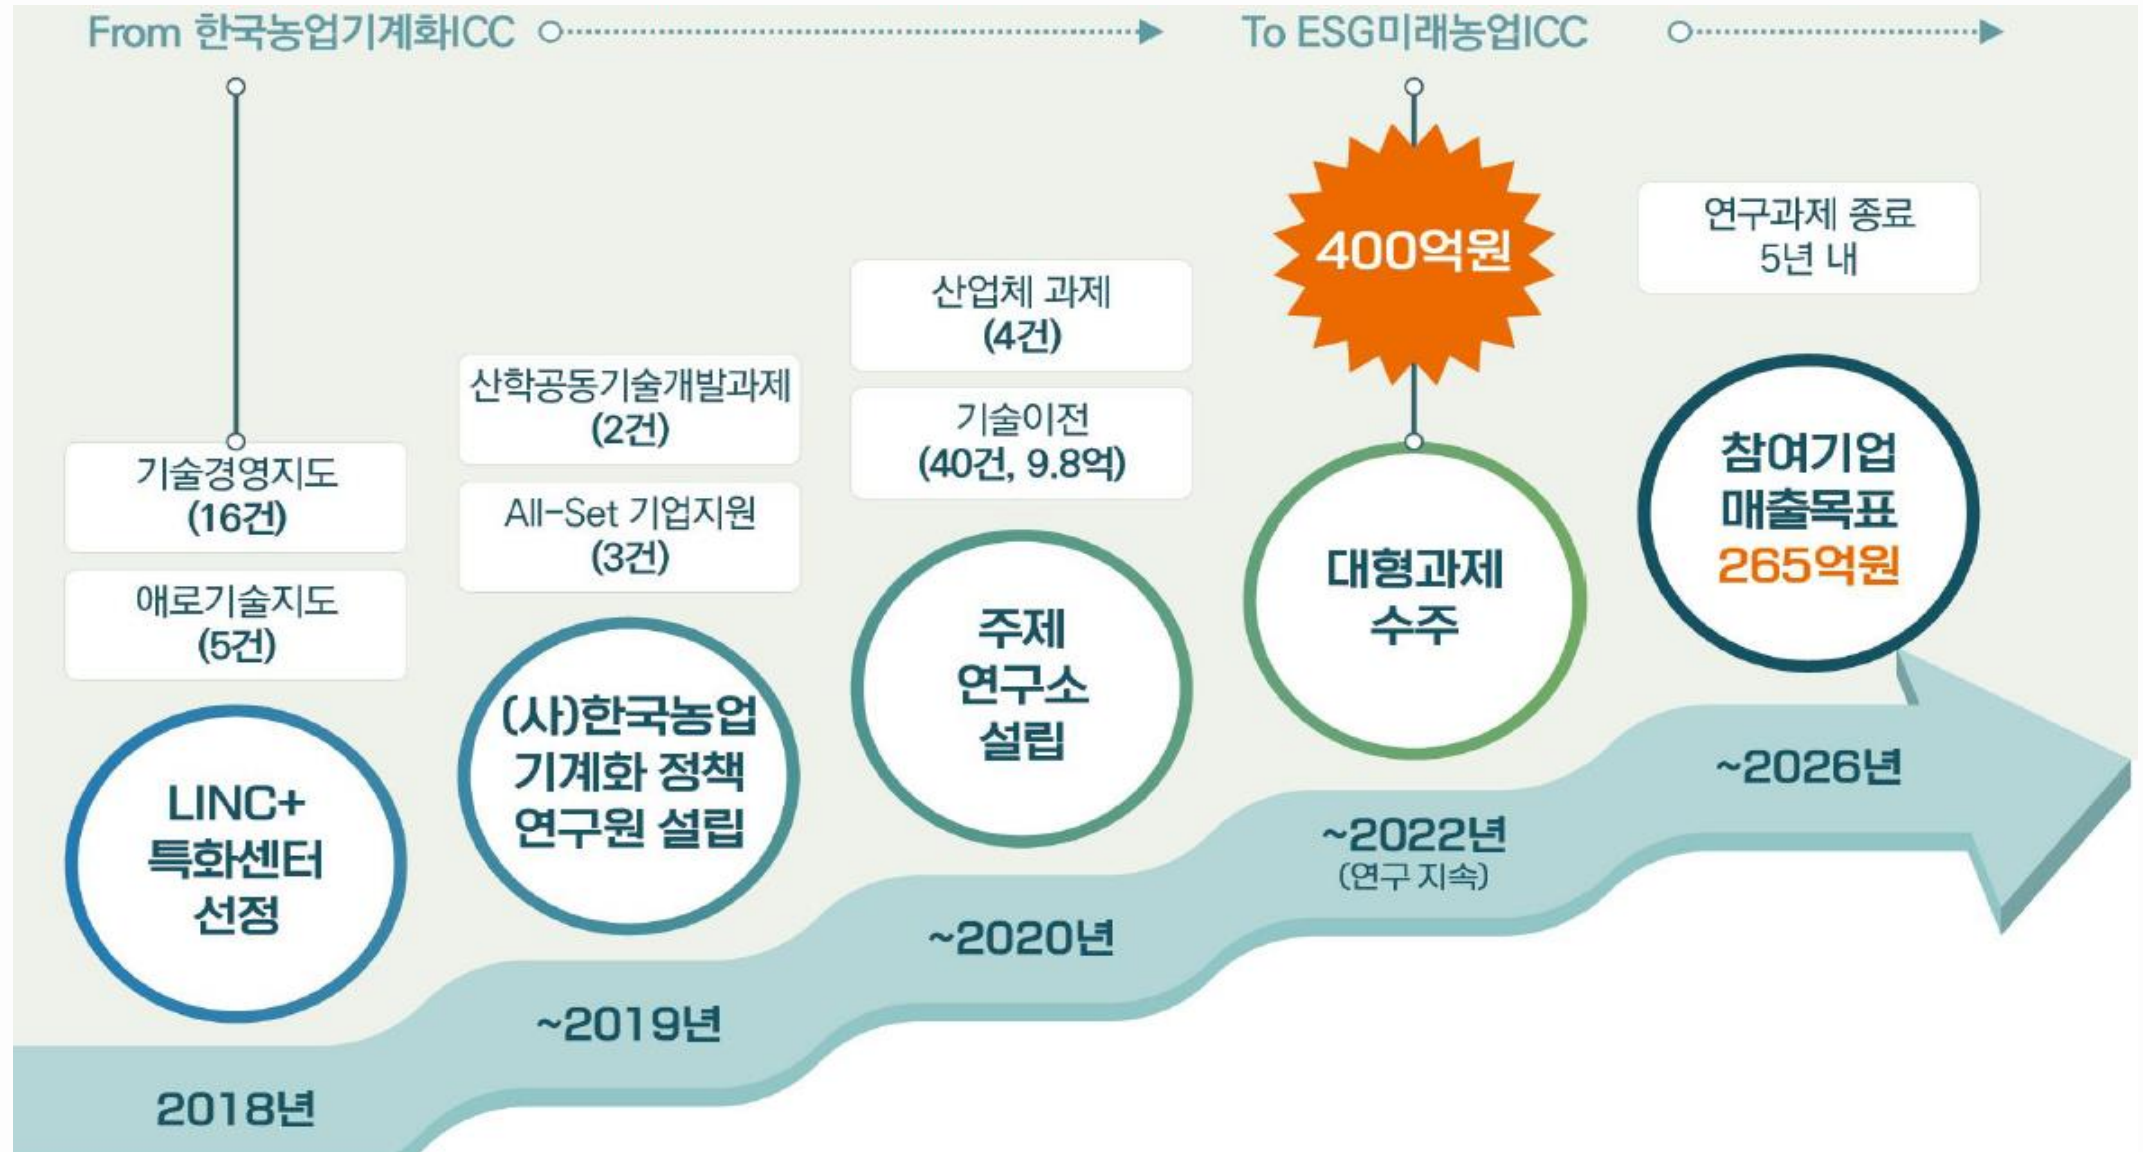 From 한국농업기계화ICC
To ESG미래농업ICC
기술경영지도
(16건)
애로기술지도
(5건)
LINC+
특화센터
선정
2018년
산학공동기술개발과제
(2건)
All-Set 기업지원
(3건)
(사)한국농업
기계화 정책
연구원 설립
~2019년
산업체 과제
(4건)
기술이전
(40건, 9.8억)
주제
연구소
설립
~2020년
400억원
대형과제
수주
~2022년
(연구 지속)
연구과제 종료
5년 내
참여기업
매출목표
265억원
~2026년